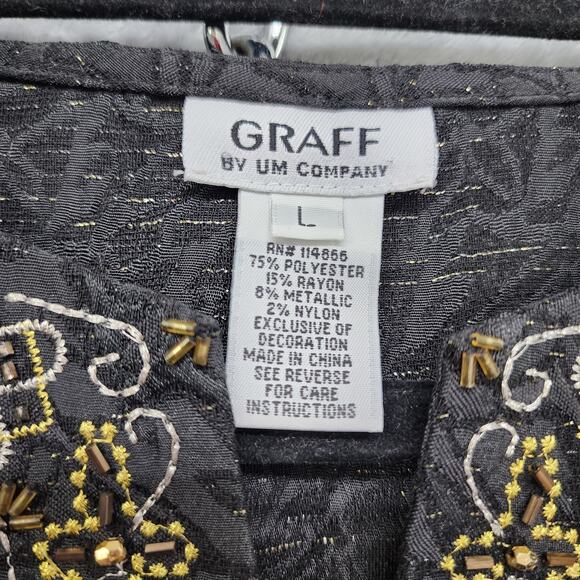 GRAFF
BY UM COMPANY
L
RN# 114666
75% POLYESTER
15% RAYON
8% METALLIC
2% NYLON
EXCLUSIVE OF
DECORATION
MADE IN CHINA
SEE REVERSE
FOR CARE
INSTRUCTIONS